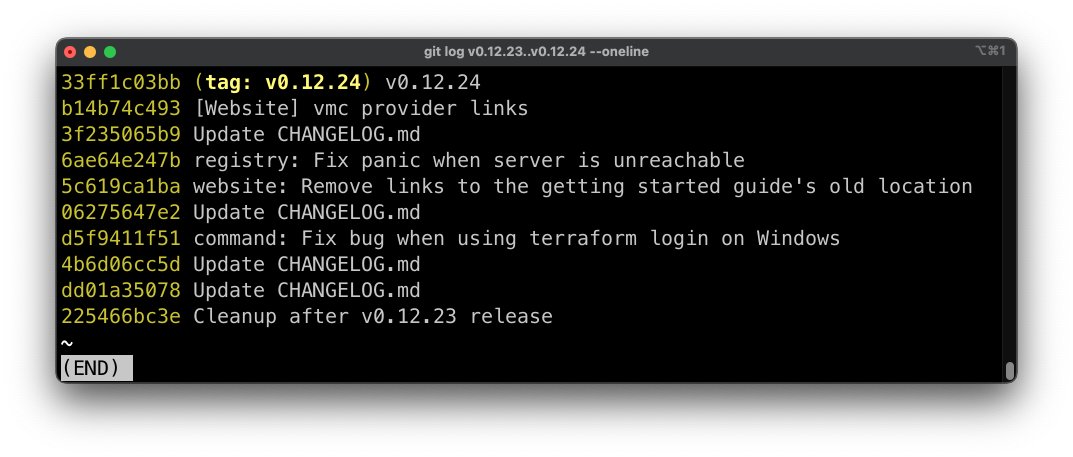 git log v0.12.23..v0.12.24 --oneline ⌥⌘1
33ff1c03bb (tag: v0.12.24) v0.12.24
b14b74c493 [Website] vmc provider links
3f235065b9 Update CHANGELOG.md
6ae64e247b registry: Fix panic when server is unreachable
5c619ca1ba website: Remove links to the getting started guide's old location
06275647e2 Update CHANGELOG.md
d5f9411f51 command: Fix bug when using terraform login on Windows
4b6d06cc5d Update CHANGELOG.md
dd01a35078 Update CHANGELOG.md
225466bc3e Cleanup after v0.12.23 release
~
(END)